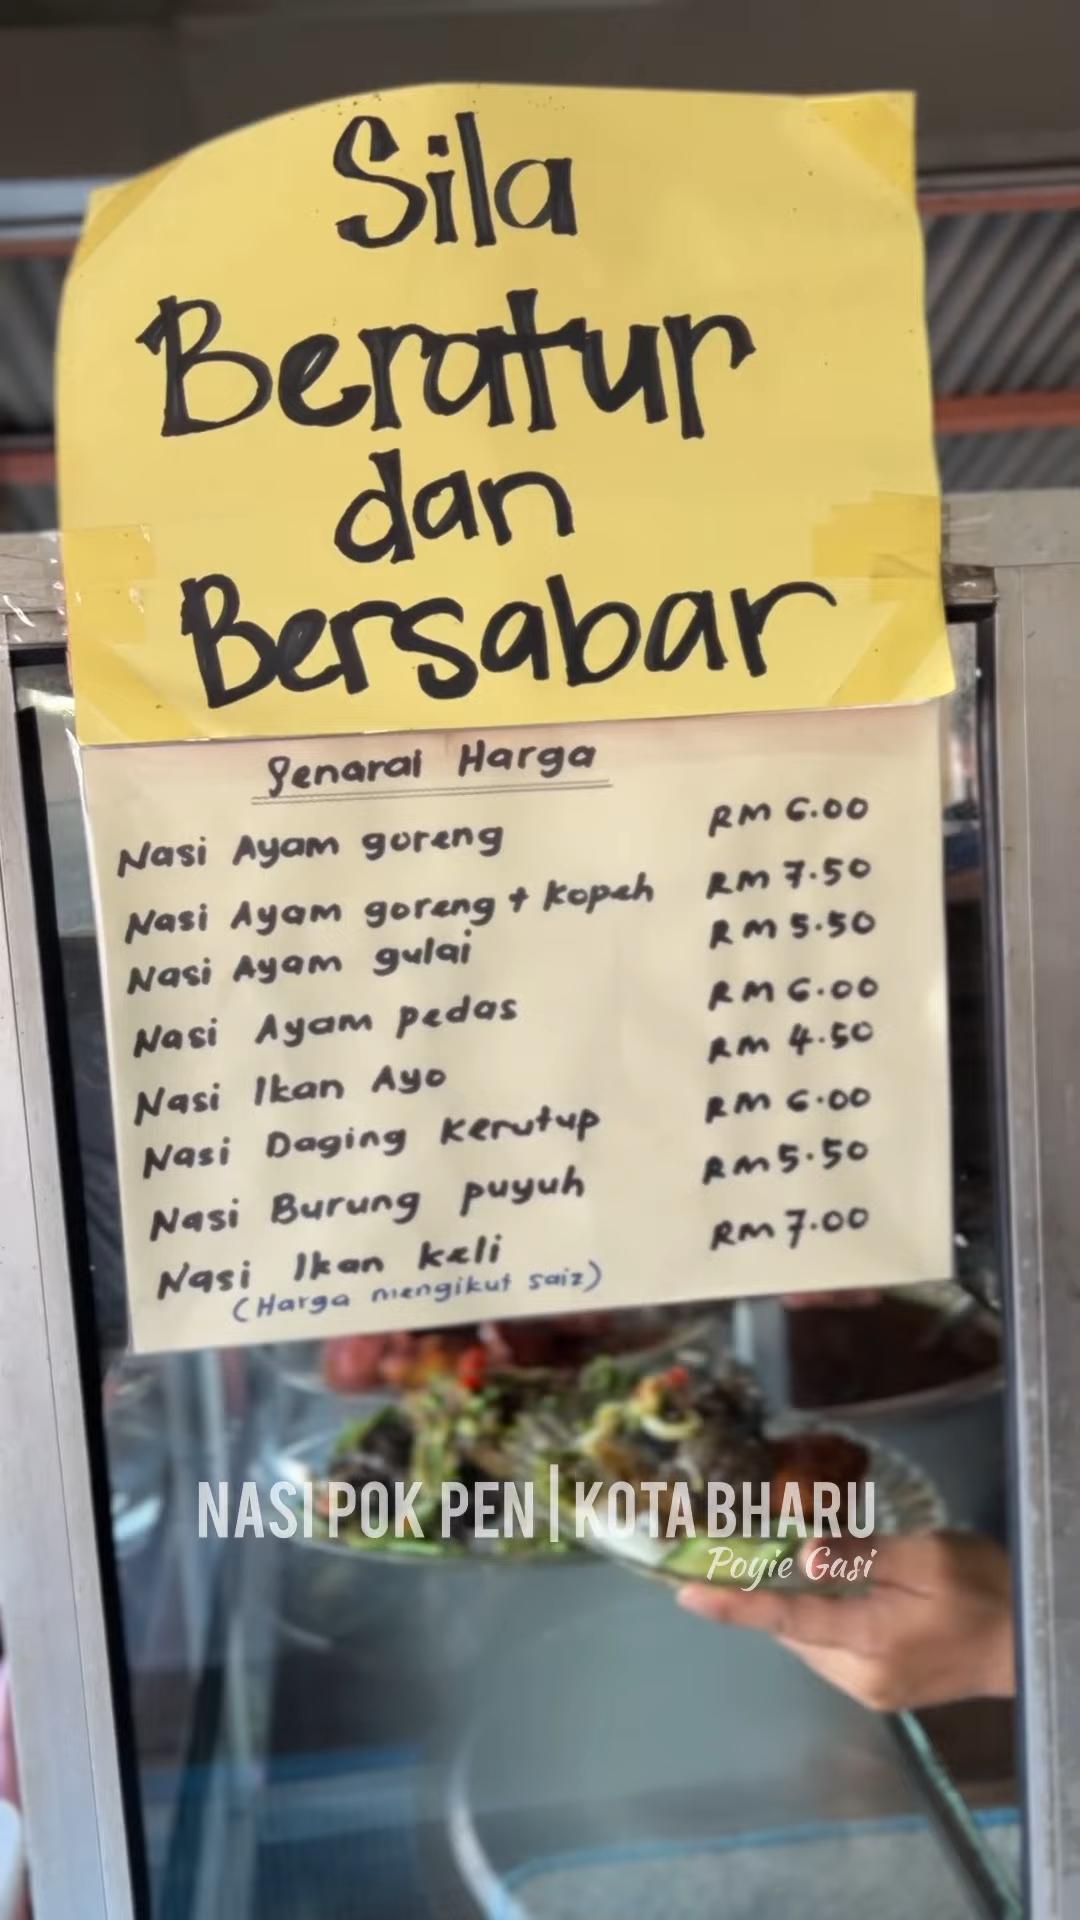 Sila
Beratur
dan
Bersabar
Senarai Harga
Nasi Ayam goreng RM 6.00
Nasi Ayam goreng + kopah RM 7.50
Nasi Ayam gulai RM 5.50
Nasi Ayam pedas RM 6.00
Nasi Ikan Ayo RM 4.50
Nasi Daging kerutup RM 6.00
Nasi Burung puyuh RM 5.50
Nasi Ikan keli RM 7.00
(Harga mengikut saiz)
NASI POK PEN | KOTA BHARU
Poyie Gasi